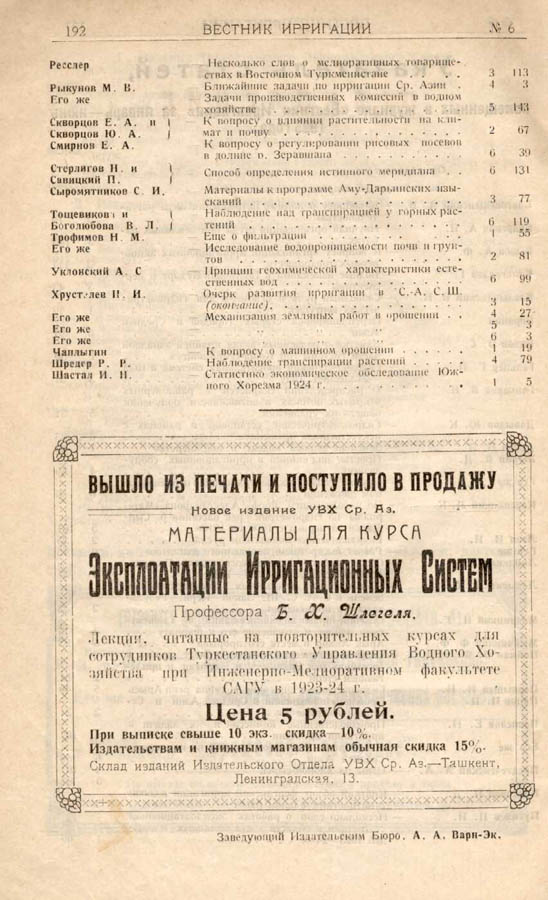 192 ВЕСТНИК ИРРИГАЦИИ № 6
Ресслер Несколько слов о мелиоративных товарище-
ствах в Восточном Туркменистане . . . 3 113
Рыкунов М. В. Ближайшие задачи по ирригации Ср. Азии . 4 3
Его же Задачи производственных комиссий в водном
хозяйстве . . . . . . . . . . 5 143
Скворцов Е. А. и К вопросу о влиянии растительности на кли-
Скворцов Ю. А. мат и почву . . . . . . . . . 2 67
Смирнов Е. А. К вопросу о регулировании рисовых посевов
в долине р. Зеравшана . . . . . . 6 39
Стерлигов Н. и
Савицкий П. Способ определения истинного меридиана . . 6 131
Сыромятников С. И. Материалы к программе Аму-Дарьинских изы-
сканий . . . . . . . . . . 3 77
Тощевикова и Наблюдение над транспирацией у горных рас-
Боголюбова В. Л. тений . . . . . . . . . . 6 119
Трофимов Н. М. Еще о фильтрации . . . . . . . 1 55
Его же Исследование водопроницаемости почв и грун-
тов . . . . . . . . . . . 2 81
Уклонский А. С Принцип геохимической характеристики есте-
ственных вод . . . . . . . . . 6 99
Хрусталев П. И. Очерк развития ирригации в С.-А. С. Ш.
(окончание), . . . . . . . . . 3 15
Его же Механизация земляных работ в орошении . . 4 27
Его же „ „ „ 5 3
Его же „ „ „ 6 3
Чаплыгин К вопросу о машинном орошении . . . . . 1 19
Шредер Р. Р. Наблюдение транспирации растений . . . . 4 79
Шастал И. Н. Статистико экономическое обследование Юж-
ного Хорезма 1924 г. . . . . . . . 1 5
ВЫШЛО ИЗ ПЕЧАТИ И ПОСТУПИЛО В ПРОДАЖУ
Новое издание УВХ Ср. Аз.
МАТЕРИАЛЫ ДЛЯ КУРСА
Эксплоатации Ирригационных Систем
Профессора Б. Х. Шлегеля.
Лекции, читанные на повторительных курсах для
сотрудников Туркестанского Управления Водного Хо-
зяйства при Инженерно-Мелиоративном факультете
САГУ в 1923-24 г.
Цена 5 рублей.
При выписке свыше 10 экз. скидка—10%.
Издательствам и книжным магазинам обычная скидка 15%.
Склад изданий Издательского Отдела УВХ Ср. Аз.—Ташкент,
Ленинградская, 13.
Заведующий Издательским Бюро. А. А. Варп-Эк.